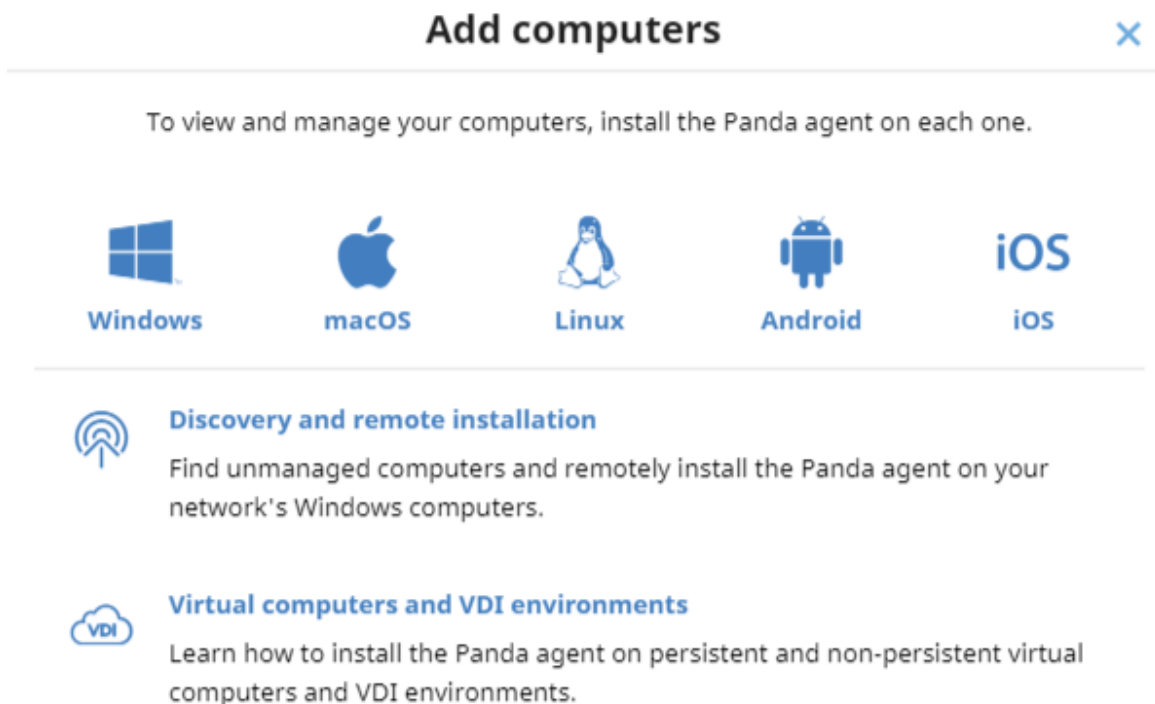 Add computers
To view and manage your computers, install the Panda agent on each one.
iOS
Windows macOS Linux Android iOS
Discovery and remote installation
Find unmanaged computers and remotely install the Panda agent on your
network's Windows computers.
VDI
Virtual computers and VDI environments
Learn how to install the Panda agent on persistent and non-persistent virtual
computers and VDI environments.